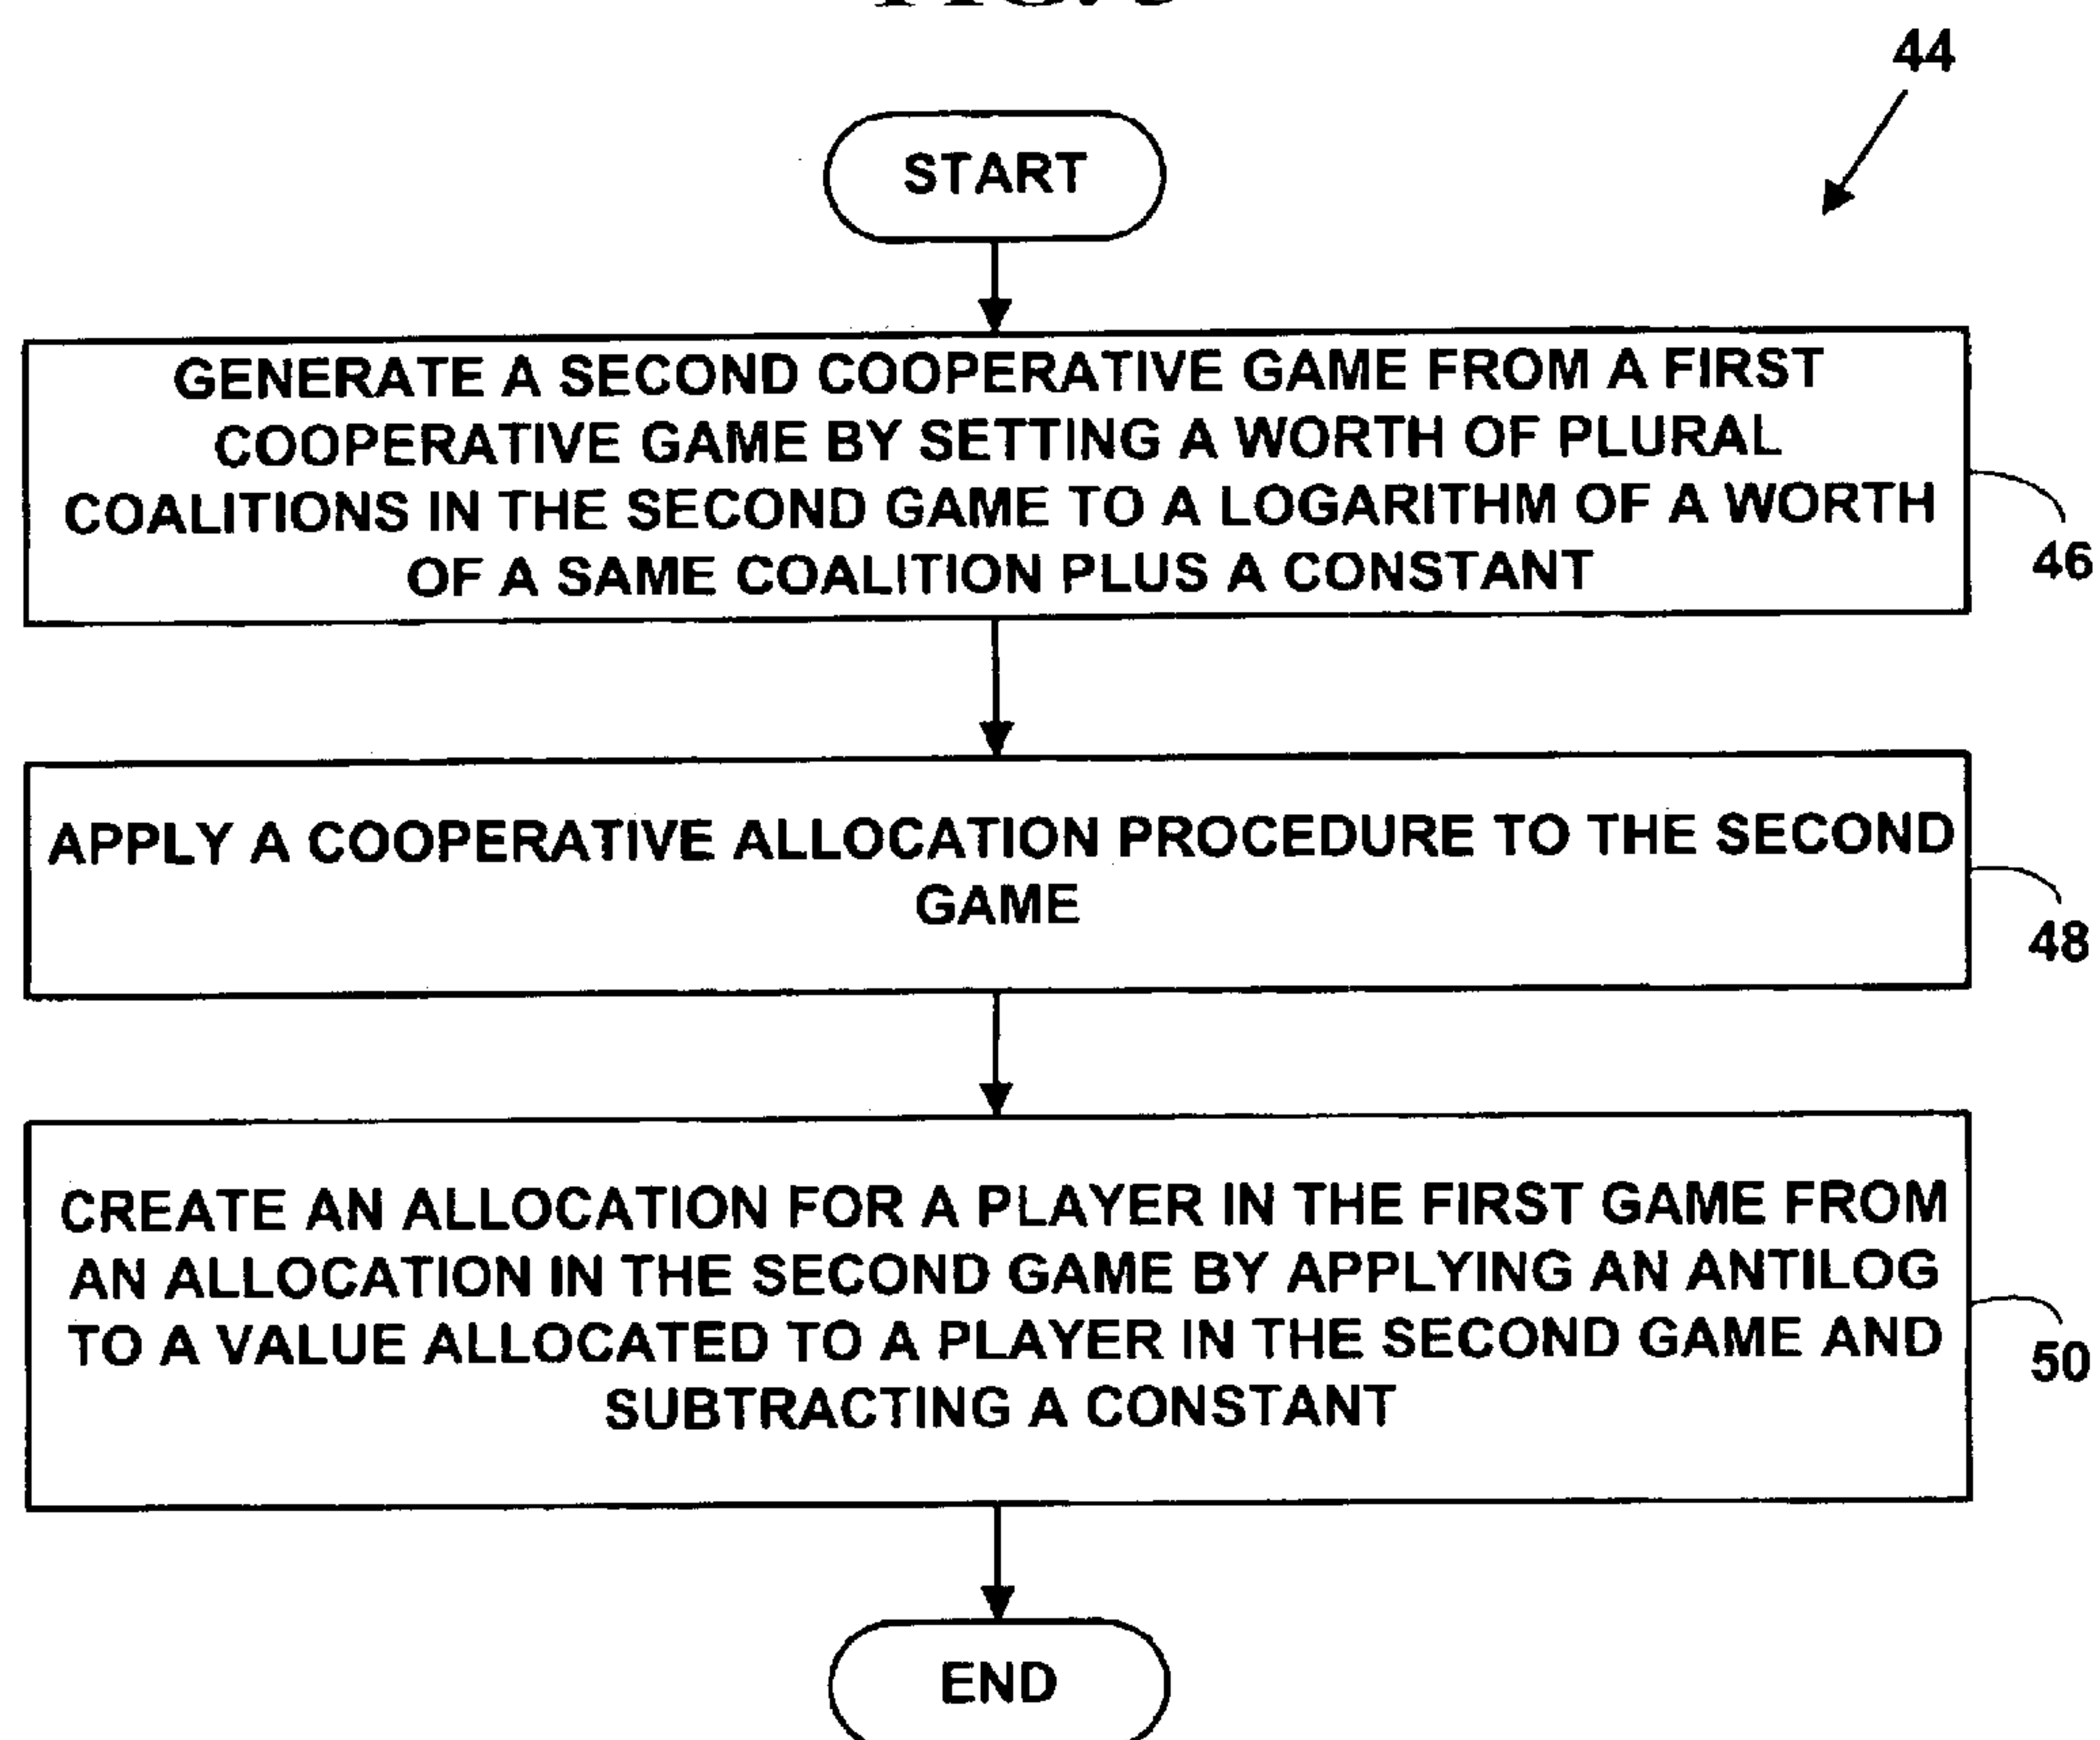 44
START
GENERATE A SECOND COOPERATIVE GAME FROM A FIRST
COOPERATIVE GAME BY SETTING A WORTH OF PLURAL
COALITIONS IN THE SECOND GAME TO A LOGARITHM OF A WORTH
OF A SAME COALITION PLUS A CONSTANT
46
APPLY A COOPERATIVE ALLOCATION PROCEDURE TO THE SECOND
GAME
48
CREATE AN ALLOCATION FOR A PLAYER IN THE FIRST GAME FROM
AN ALLOCATION IN THE SECOND GAME BY APPLYING AN ANTILOG
TO A VALUE ALLOCATED TO A PLAYER IN THE SECOND GAME AND
SUBTRACTING A CONSTANT
50
END